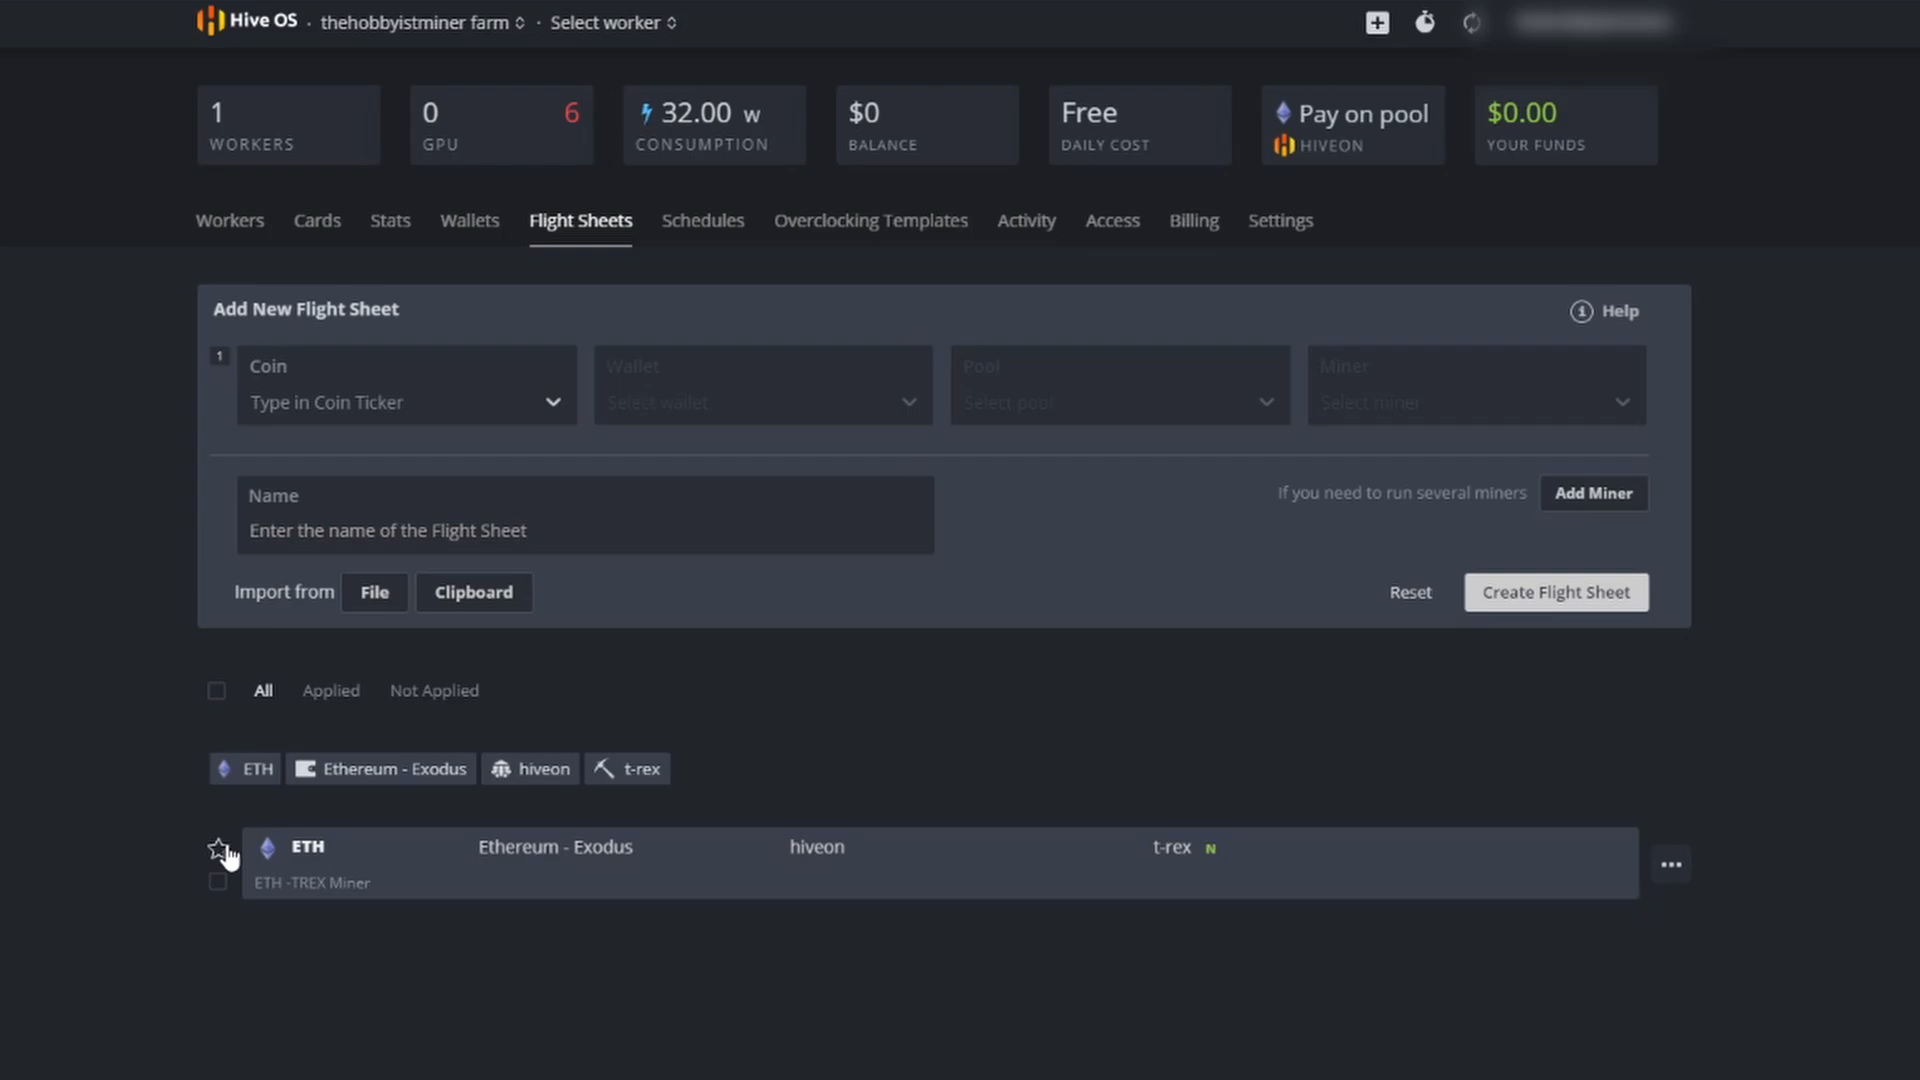 Hive OS · thehobbyistminer farm · Select worker
1 0 6 32.00 w $0 Free Pay on pool $0.00
WORKERS GPU CONSUMPTION BALANCE DAILY COST HIVEON YOUR FUNDS
Workers Cards Stats Wallets Flight Sheets Schedules Overclocking Templates Activity Access Billing Settings
Add New Flight Sheet Help
1 Coin Wallet Pool Miner
Type in Coin Ticker Select wallet Select pool Select miner
Name
Enter the name of the Flight Sheet
If you need to run several miners Add Miner
Import from File Clipboard Reset Create Flight Sheet
All Applied Not Applied
ETH Ethereum - Exodus hiveon t-rex
ETH Ethereum - Exodus hiveon t-rex N
ETH -TREX Miner